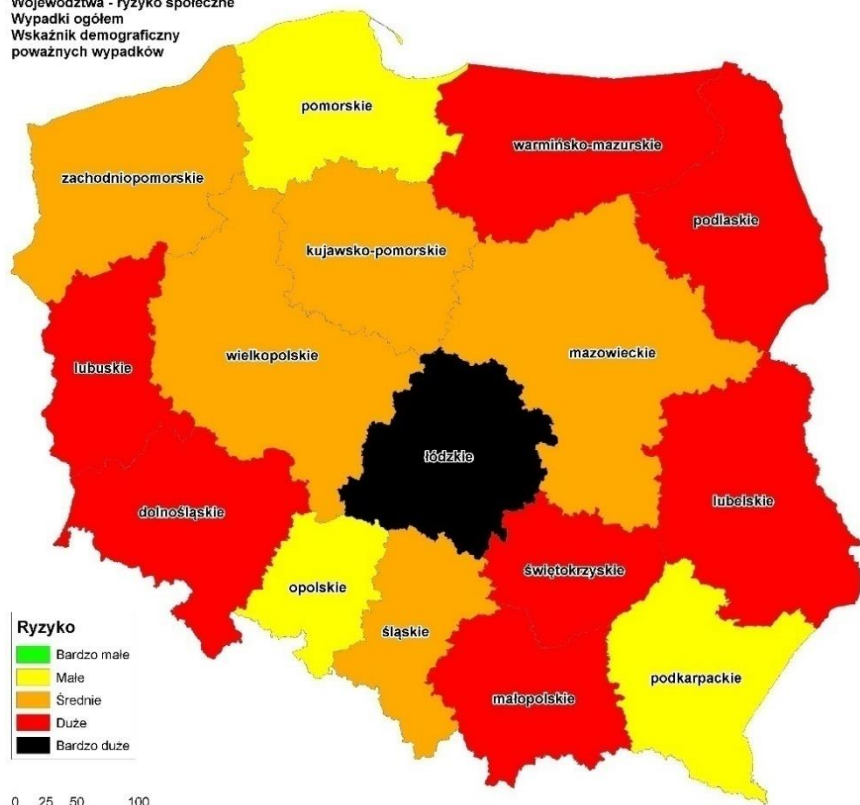 Województwa - ryzyko społeczne
Wypadki ogółem
Wskaźnik demograficzny
poważnych wypadków
pomorskie
warmińsko-mazurskie
zachodniopomorskie
podlaskie
kujawsko-pomorskie
wielkopolskie
mazowieckie
lubuskie
łódzkie
lubelskie
dolnośląskie
świętokrzyskie
opolskie
śląskie
podkarpackie
małopolskie
Ryzyko
Bardzo małe
Małe
Średnie
Duże
Bardzo duże
0 25 50 100